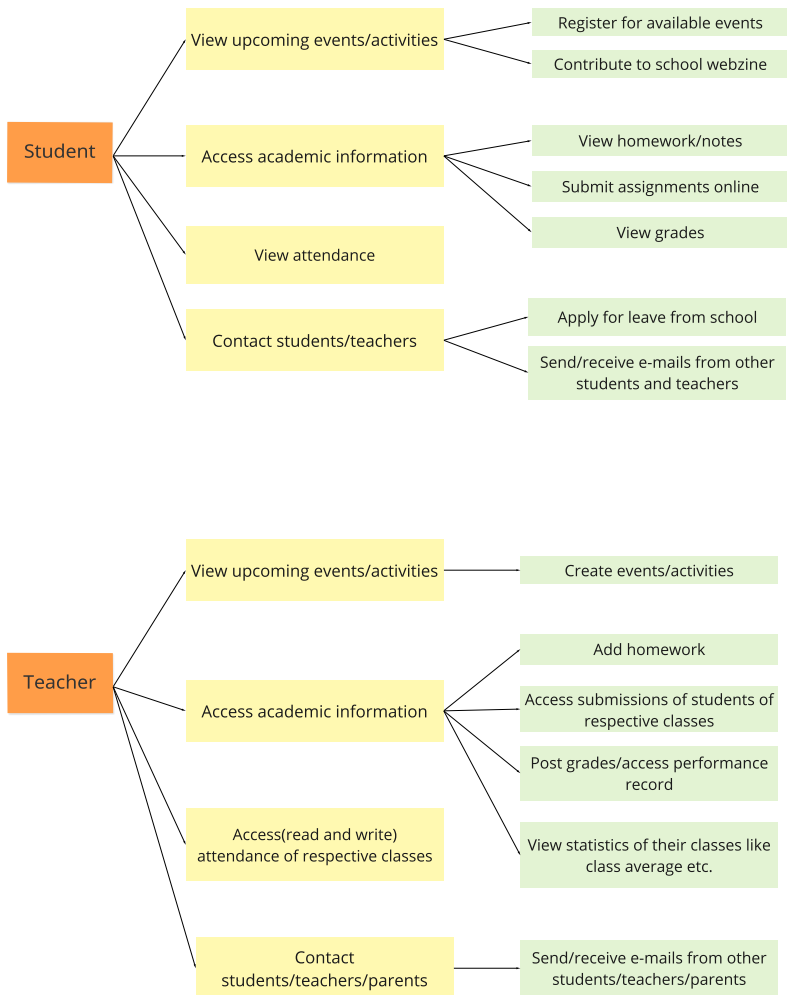 View upcoming events/activities
Register for available events
Contribute to school webzine
Student
Access academic information
View homework/notes
Submit assignments online
View grades
View attendance
Contact students/teachers
Apply for leave from school
Send/receive e-mails from other
students and teachers
View upcoming events/activities
Create events/activities
Teacher
Access academic information
Add homework
Access submissions of students of
respective classes
Post grades/access performance
record
View statistics of their classes like
class average etc.
Access(read and write)
attendance of respective classes
Contact
students/teachers/parents
Send/receive e-mails from other
students/teachers/parents